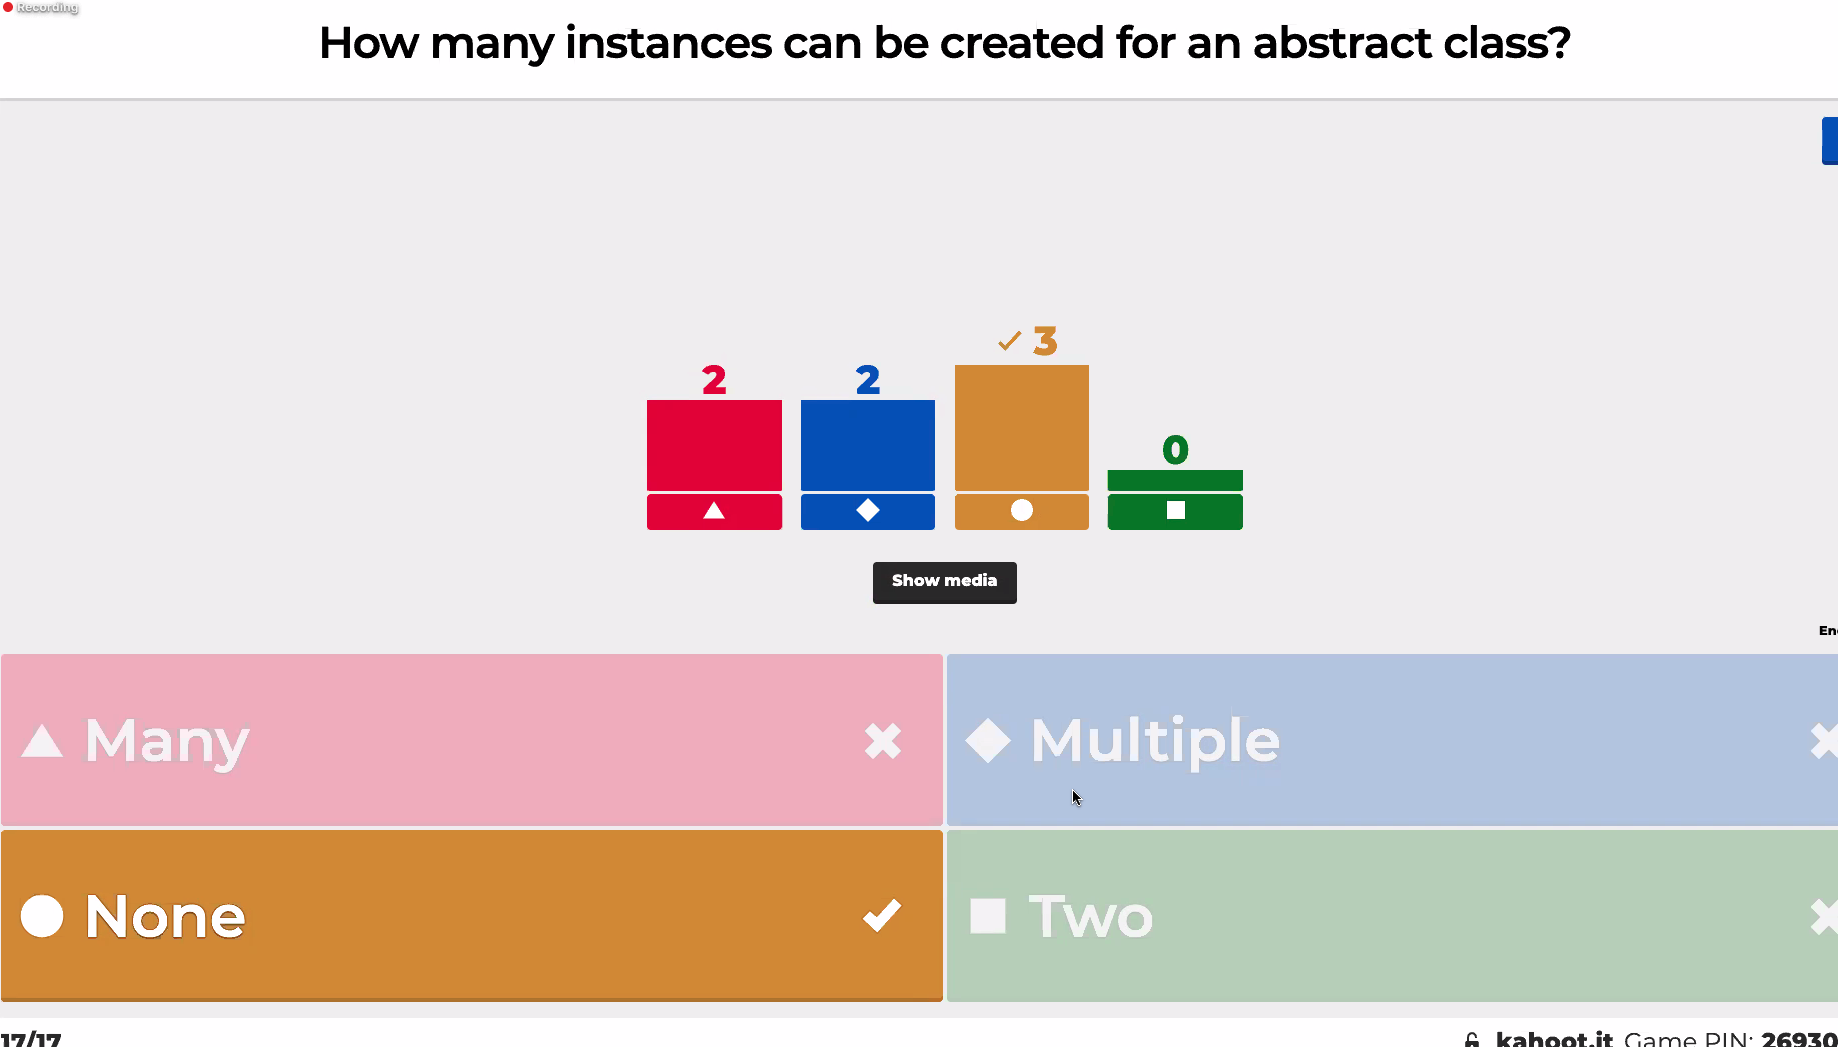 Recording
How many instances can be created for an abstract class?
3
2 2
0
Show media
Many
Multiple
None
Two
17/17
kahoot.it Game PIN: 26930